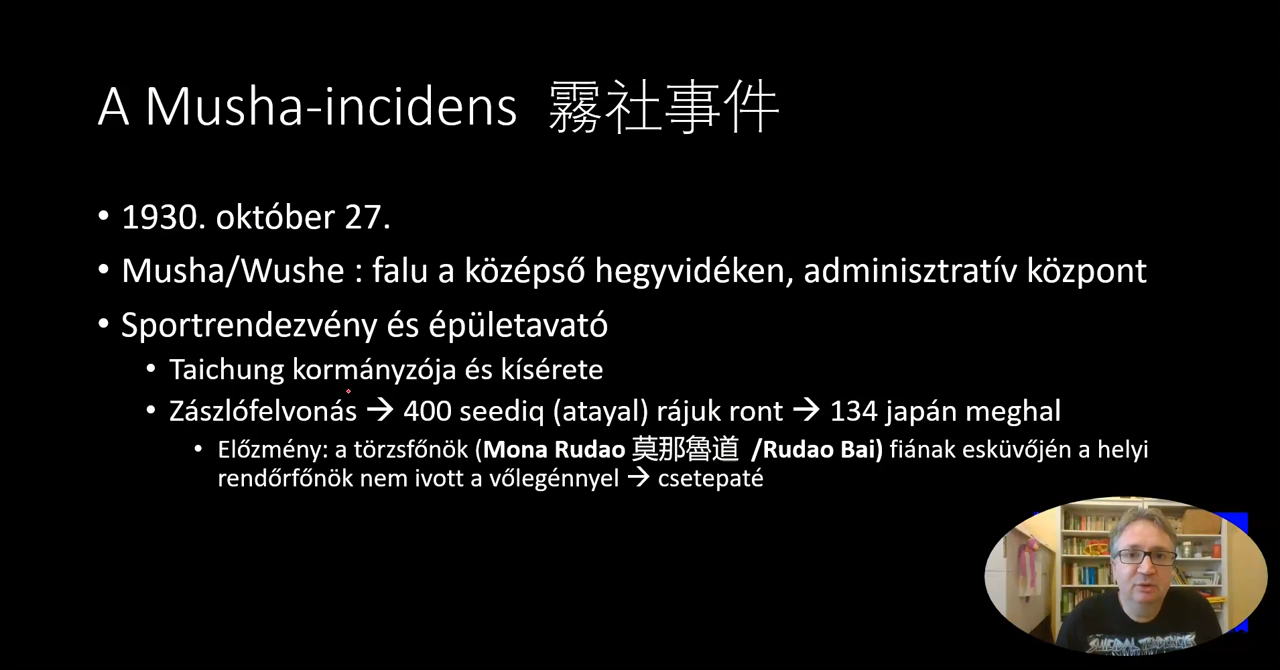 A Musha-incidens 霧社事件
• 1930. október 27.
• Musha/Wushe : falu a középső hegyvidéken, adminisztratív központ
• Sportrendezvény és épületavató
• Taichung kormányzója és kísérete
• Zászlófelvonás → 400 seediq (atayal) rájuk ront → 134 japán meghal
• Előzmény: a törzsfőnök (Mona Rudao 莫那魯道 /Rudao Bai) fiának esküvőjén a helyi
rendőrfőnök nem ivott a vőlegénnyel → csetepaté
SUICIDAL TENDENCIES